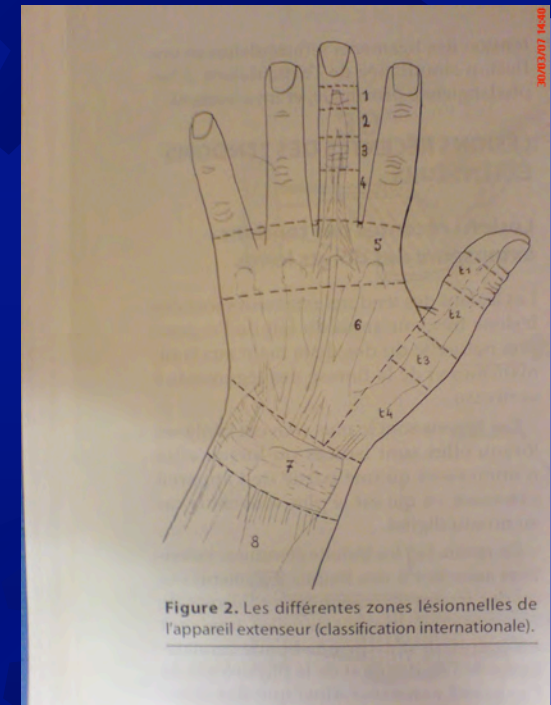 30/03/07 14:40
1
2
3
4
5
6
t1
t2
t3
t4
7
8
Figure 2. Les différentes zones lésionnelles de
l'appareil extenseur (classification internationale).